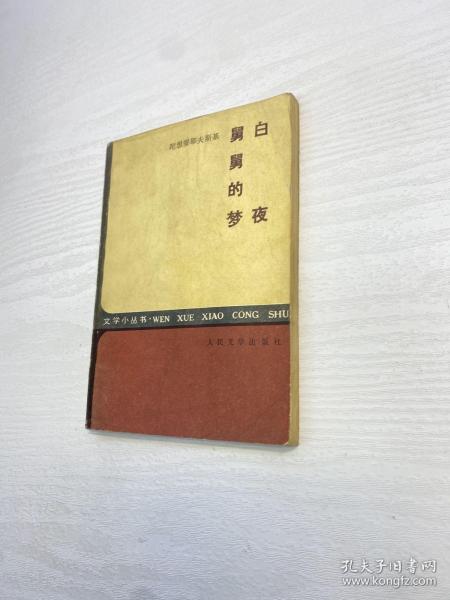 白夜
舅舅的梦
陀思妥耶夫斯基
文学小丛书·WEN XUE XIAO CONG SHU
人民文学出版社
孔夫子旧书网
www.kongfz.com